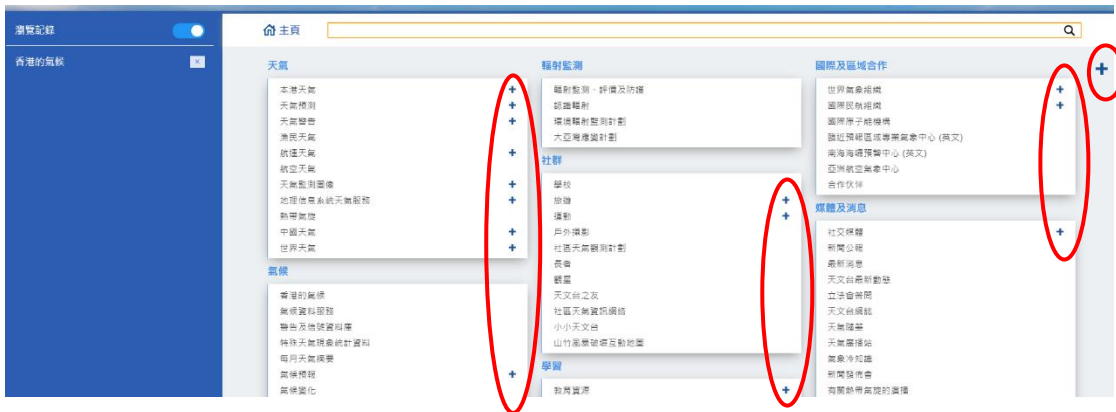 瀏覽記錄
香港的氣候
主頁
天氣
本港天氣
天氣預測
天氣警告
漁民天氣
航運天氣
航空天氣
天氣監測圖像
地理信息系統天氣服務
熱帶氣旋
中國天氣
世界天氣
氣候
香港的氣候
氣候資料服務
警告及信號資料庫
特殊天氣現象統計資料
每月天氣摘要
氣候預報
氣候變化
輻射監測
輻射監測、評價及防護
認識輻射
環境輻射監測計劃
大亞灣應變計劃
社群
學校
旅遊
運動
戶外攝影
社區天氣觀測計劃
長者
觀星
天文台之友
社區天氣資訊網絡
小小天文台
山竹風暴破壞互動地圖
學習
教育資源
國際及區域合作
世界氣象組織
國際民航組織
國際原子能機構
臨近預報區域專業氣象中心 (英文)
南海海嘯預警中心 (英文)
亞洲航空氣象中心
合作伙伴
媒體及消息
社交媒體
新聞公報
最新消息
天文台最新動態
立法會答問
天文台網誌
天氣隨筆
天氣廣播站
氣象冷知識
新聞發佈會
有關熱帶氣旋的廣播